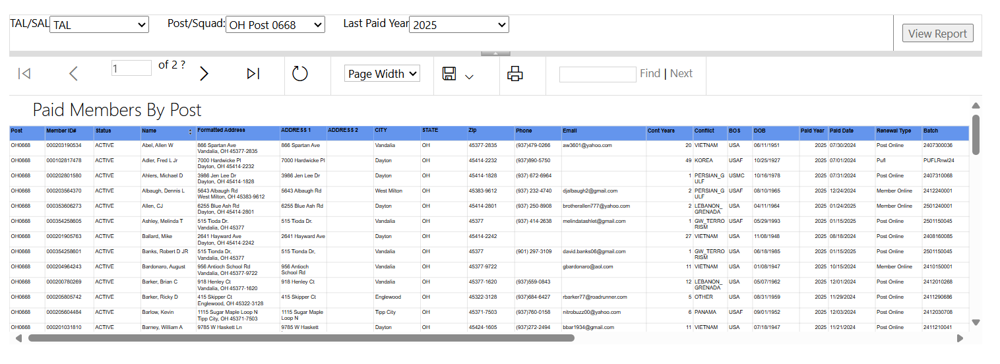 TAL/SAL TAL Post/Squad: OH Post 0668 Last Paid Year 2025 View Report
1 of 2 ? Page Width Find | Next
Paid Members By Post
Post Member ID# Status Name Formatted Address ADDRESS 1 ADDRESS 2 CITY STATE Zip Phone Email Cont Years Conflict BOS DOB Paid Year Paid Date Renewal Type Batch
OH0668 000203190534 ACTIVE Abel, Allen W 866 Spartan Ave 866 Spartan Ave Vandalia OH 45377-2835 (937)479-0266 aw3601@yahoo.com 20 VIETNAM USA 06/11/1951 2025 07/30/2024 Post Online 2407300036
Vandalia, OH 45377-2835
OH0668 000102817478 ACTIVE Adler, Fred L Jr 7000 Hardwicke Pl 7000 Hardwicke Pl Dayton OH 45414-2232 (937)890-5750 49 KOREA USAF 10/25/1927 2025 07/01/2024 Pufl PUFLRnwl24
Dayton, OH 45414-2232
OH0668 000202801580 ACTIVE Ahlers, Michael D 3986 Jen Lee Dr 3986 Jen Lee Dr Dayton OH 45414-1828 (937) 672-6964 1 PERSIAN_G USMC 10/16/1978 2025 07/31/2024 Post Online 2407310068
Dayton, OH 45414-1828 ULF
OH0668 000203564370 ACTIVE Albaugh, Dennis L 5643 Albaugh Rd 5643 Albaugh Rd West Milton OH 45383-9612 (937) 232-4740 djalbaugh2@gmail.com 2 PERSIAN_G USAF 08/10/1965 2025 12/24/2024 Member Online 2412240001
West Milton, OH 45383-9612 ULF
OH0668 000353606273 ACTIVE Allen, CJ 6255 Blue Ash Rd 6255 Blue Ash Rd Dayton OH 45414-2801 (937) 250-8908 brotherallen777@yahoo.com 2 LEBANON_ USA 04/11/1964 2025 01/24/2025 Member Online 2501240001
Dayton, OH 45414-2801 GRENADA
OH0668 000354258605 ACTIVE Ashley, Melinda T 515 Tioda Dr. 515 Tioda Dr. Vandalia OH 45377 (937) 414-2638 melindatashlet@gmail.com 1 GW_TERRO USAF 05/29/1993 2025 01/15/2025 Post Online 2501150045
Vandalia, OH 45377 RISM
OH0668 000201905763 ACTIVE Ballard, Mike 2641 Hayward Ave 2641 Hayward Ave Dayton OH 45414-2242 27 VIETNAM USA 11/08/1948 2025 08/18/2024 Post Online 2408160085
Dayton, OH 45414-2242
OH0668 000354258601 ACTIVE Banks, Robert D JR 515 Tionda Dr, 515 Tionda Dr, Vandalia OH 45377 (901) 297-3109 david.banks06@gmail.com 1 GW_TERRO USA 06/18/1985 2025 01/15/2025 Post Online 2501150045
Vandalia, OH 45377 RISM
OH0668 000204964243 ACTIVE Bardonaro, August 956 Antioch School Rd 956 Antioch Vandalia OH 45377-9722 gbardonaro@aol.com 11 VIETNAM USA 01/08/1947 2025 10/15/2024 Member Online 2410150001
Vandalia, OH 45377-9722 School Rd
OH0668 000200780269 ACTIVE Barker, Brian C 918 Henley Ct 918 Henley Ct Vandalia OH 45377-1620 (937)559-0843 12 LEBANON_ USA 05/07/1962 2025 12/01/2024 Post Online 2412010268
Vandalia, OH 45377-1620 GRENADA
OH0668 000205805742 ACTIVE Barker, Ricky D 415 Skipper Ct 415 Skipper Ct Englewood OH 45322-3128 (937)684-6427 rbarker77@roadrunner.com 5 OTHER USA 08/31/1959 2025 11/29/2024 Post Online 2411290686
Englewood, OH 45322-3128
OH0668 000205604484 ACTIVE Barlow, Kevin 1115 Sugar Maple Loop N 1115 Sugar Maple Tipp City OH 45371-7503 (937)760-0158 nitrobuzz00@yahoo.com 6 PANAMA USAF 09/01/1952 2025 12/03/2024 Post Online 2412030708
Tipp City, OH 45371-7503 Loop N
OH0668 000201031810 ACTIVE Barney, William A 9785 W Haskett Ln 9785 W Haskett Dayton OH 45424-1605 (937)272-2494 bbar1934@gmail.com 11 VIETNAM USA 07/18/1947 2025 11/21/2024 Post Online 2411210041